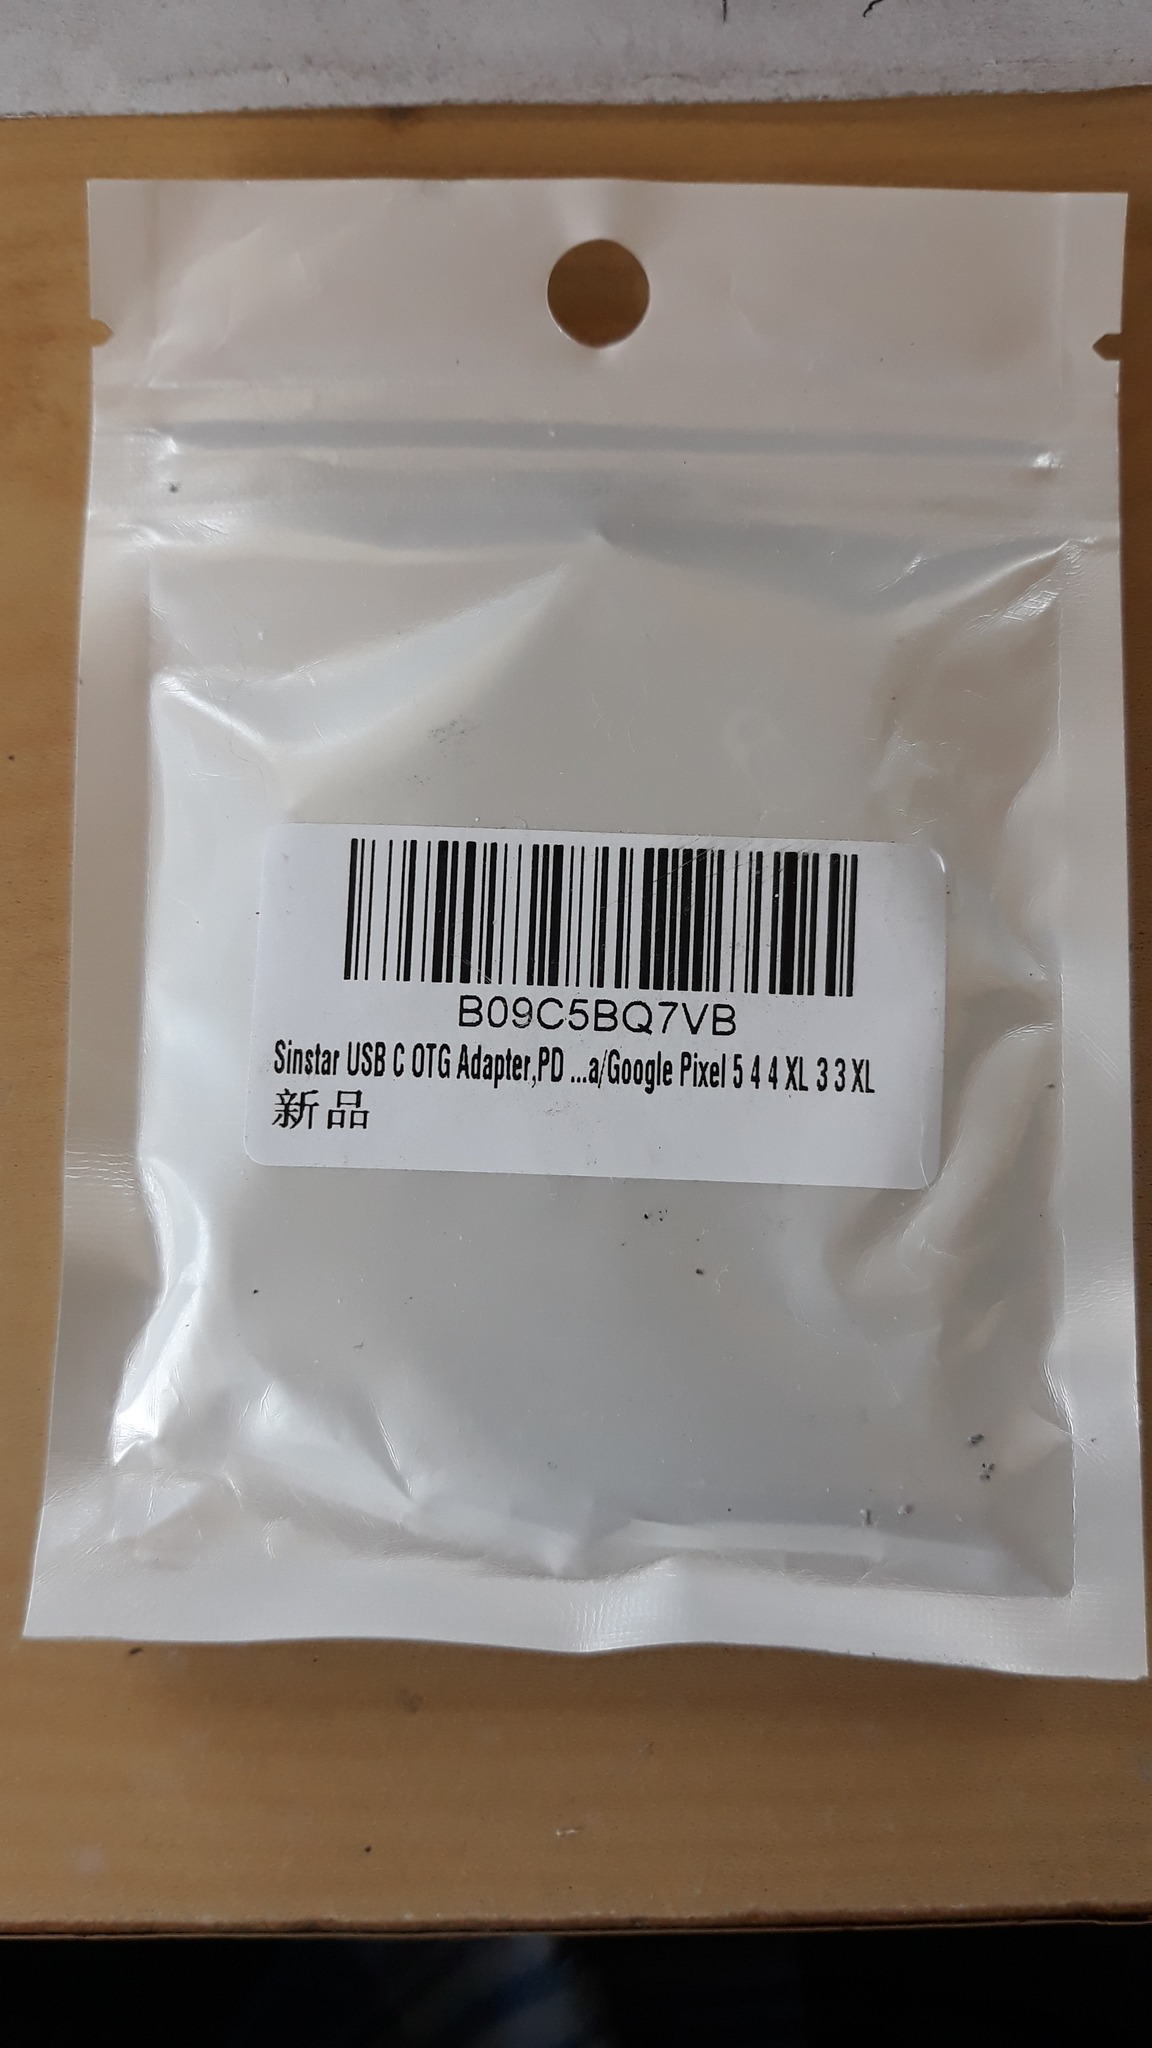 B09C5BQ7VB
Sinstar USB C OTG Adapter,PD ...a/Google Pixel 5 4 4 XL 3 3 XL
新品